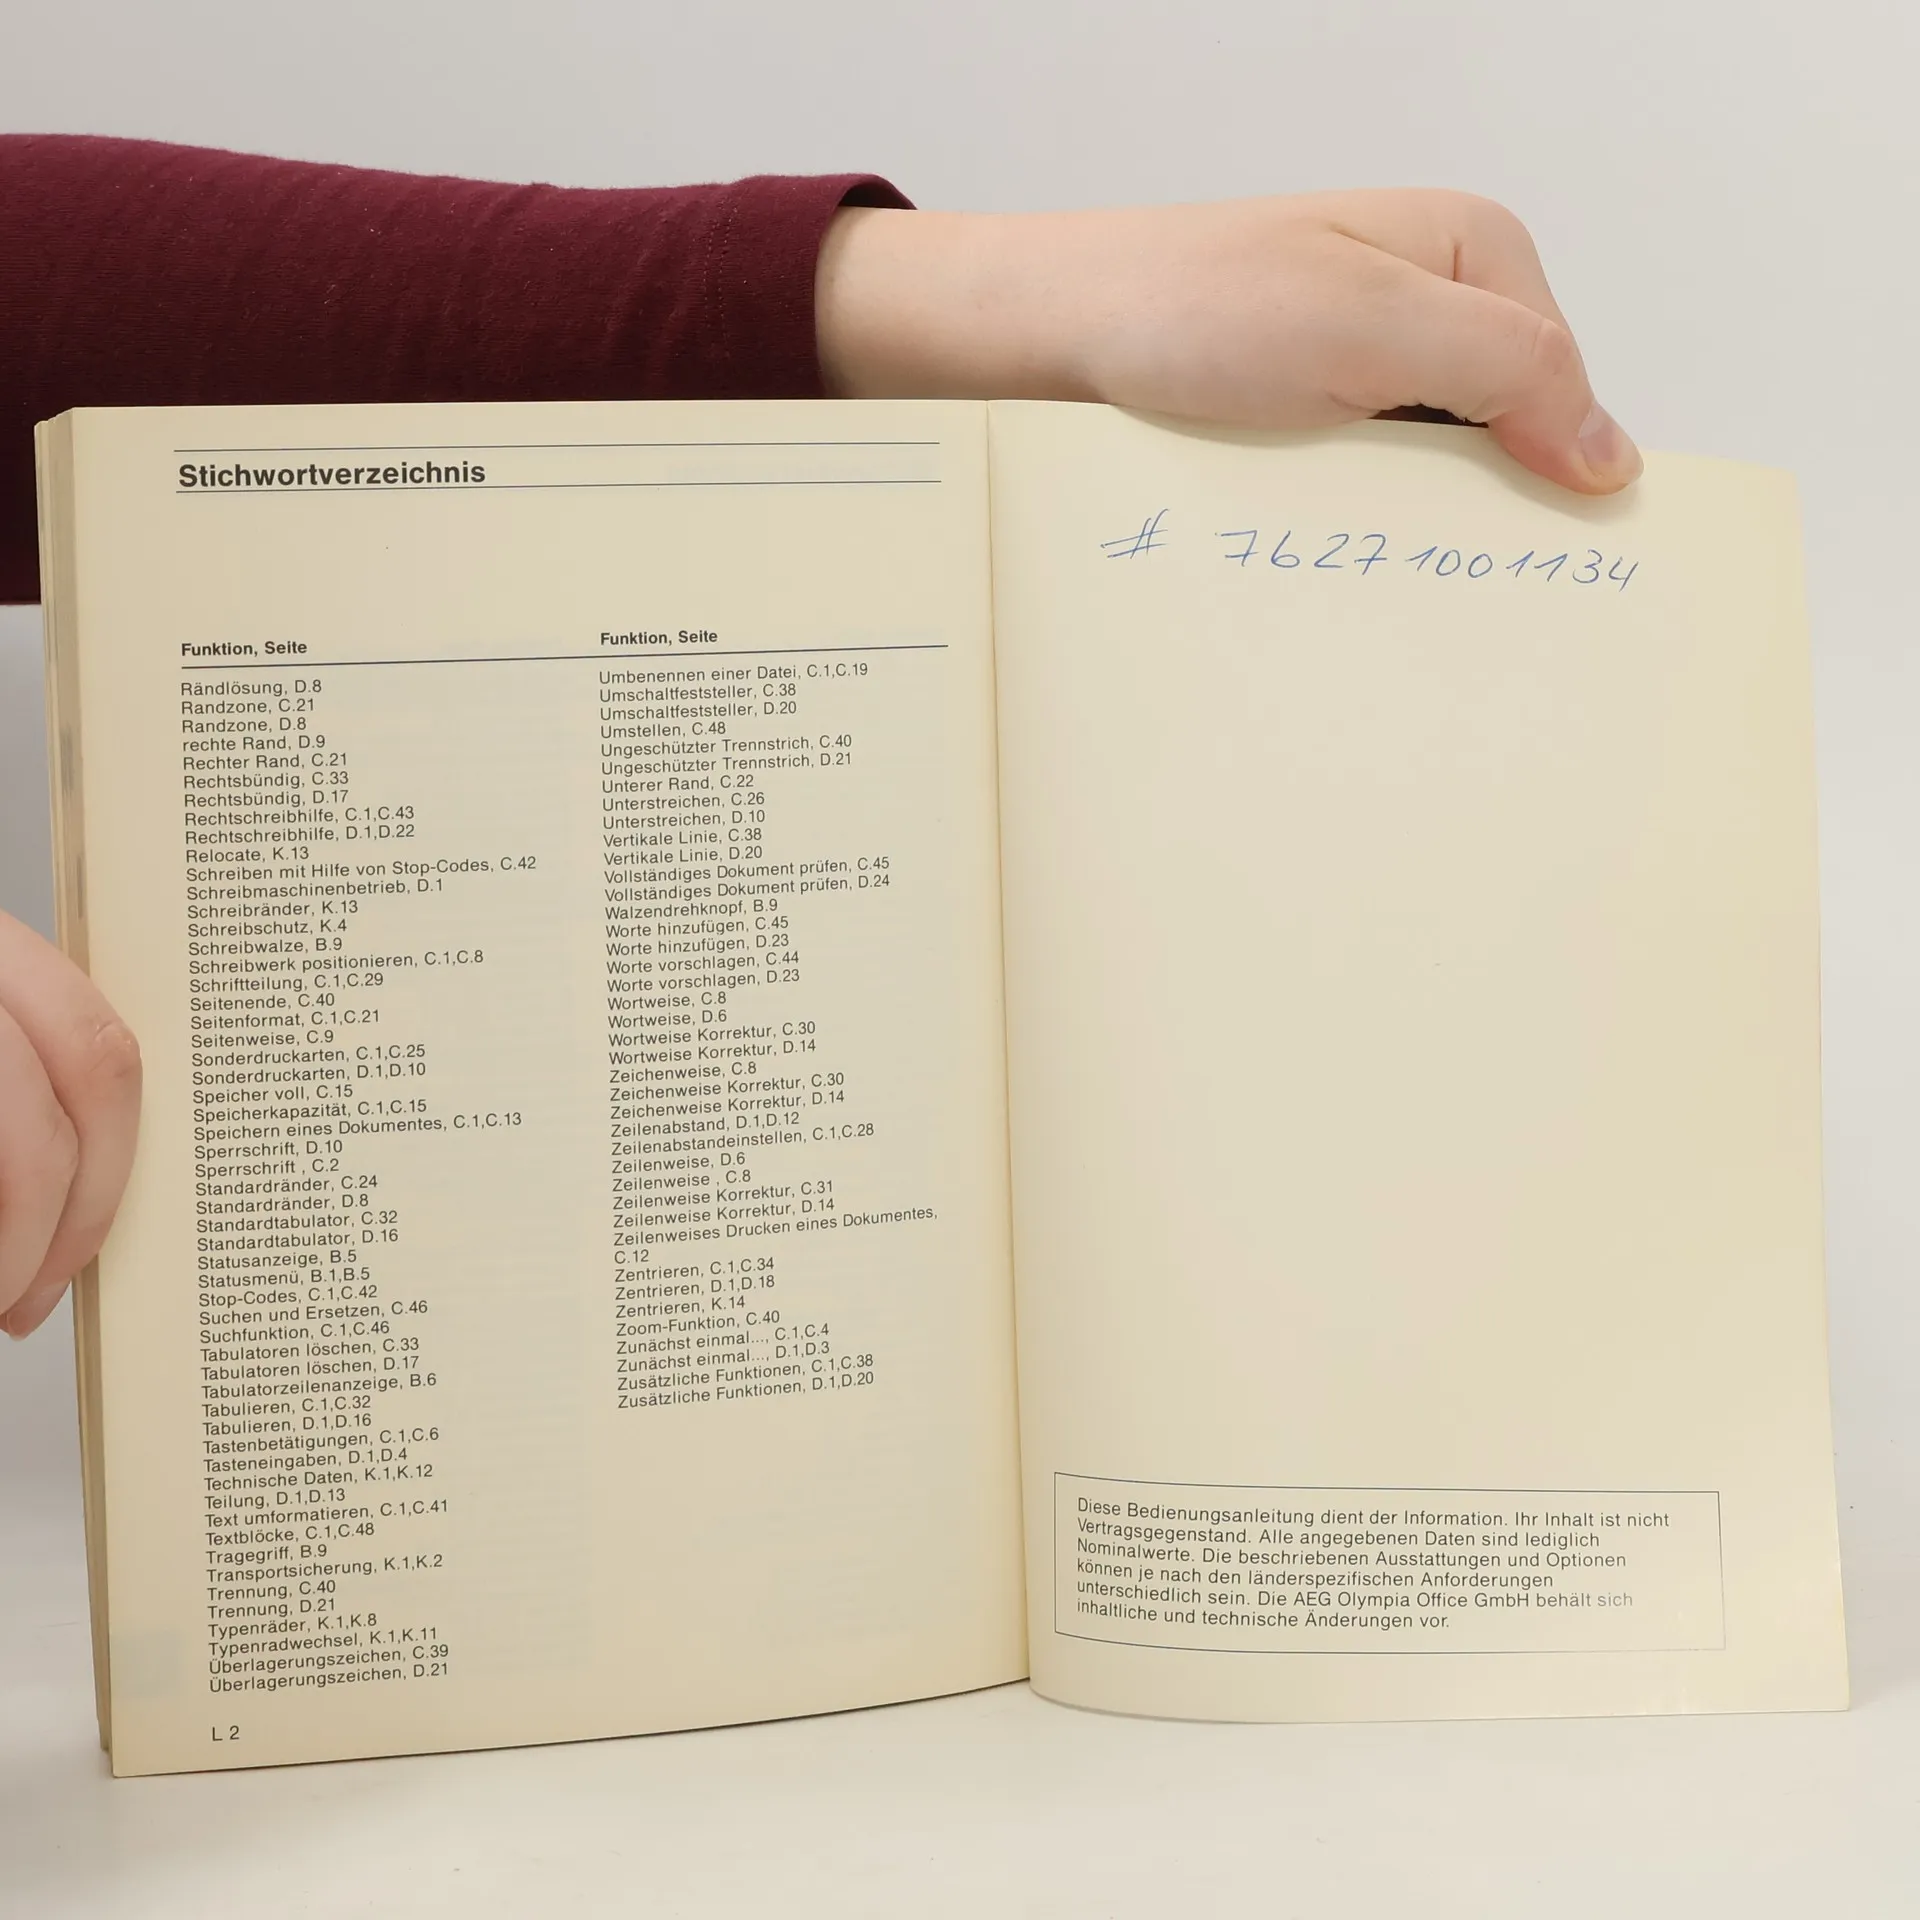 Stichwortverzeichnis
Funktion, Seite
Rändlösung, D.8
Randzone, C.21
Randzone, D.8
rechte Rand, D.9
Rechter Rand, C.21
Rechtsbündig, C.33
Rechtsbündig, D.17
Rechtschreibhilfe, C.1,C.43
Rechtschreibhilfe, D.1,D.22
Relocate, K.13
Schreiben mit Hilfe von Stop-Codes, C.42
Schreibmaschinenbetrieb, D.1
Schreibränder, K.13
Schreibschutz, K.4
Schreibwalze, B.9
Schreibwerk positionieren, C.1,C.8
Schriftteilung, C.1,C.29
Seitenende, C.40
Seitenformat, C.1,C.21
Seitenweise, C.9
Sonderdruckarten, C.1,C.25
Sonderdruckarten, D.1,D.10
Speicher voll, C.15
Speicherkapazität, C.1,C.15
Speichern eines Dokumentes, C.1,C.13
Sperrschrift, D.10
Sperrschrift , C.2
Standardränder, C.24
Standardränder, D.8
Standardtabulator, C.32
Standardtabulator, D.16
Statusanzeige, B.5
Statusmenü, B.1,B.5
Stop-Codes, C.1,C.42
Suchen und Ersetzen, C.46
Suchfunktion, C.1,C.46
Tabulatoren löschen, C.33
Tabulatoren löschen, D.17
Tabulatorzeilenanzeige, B.6
Tabulieren, C.1,C.32
Tabulieren, D.1,D.16
Tastenbetätigungen, C.1,C.6
Tasteneingaben, D.1,D.4
Technische Daten, K.1,K.12
Teilung, D.1,D.13
Text umformatieren, C.1,C.41
Textblöcke, C.1,C.48
Tragegriff, B.9
Transportsicherung, K.1,K.2
Trennung, C.40
Trennung, D.21
Typenräder, K.1,K.8
Typenradwechsel, K.1,K.11
Überlagerungszeichen, C.39
Überlagerungszeichen, D.21
Funktion, Seite
Umbenennen einer Datei, C.1,C.19
Umschaltfeststeller, C.38
Umschaltfeststeller, D.20
Umstellen, C.48
Ungeschützter Trennstrich, C.40
Ungeschützter Trennstrich, D.21
Unterer Rand, C.22
Unterstreichen, C.26
Unterstreichen, D.10
Vertikale Linie, C.38
Vertikale Linie, D.20
Vollständiges Dokument prüfen, C.45
Vollständiges Dokument prüfen, D.24
Walzendrehknopf, B.9
Worte hinzufügen, C.45
Worte hinzufügen, D.23
Worte vorschlagen, C.44
Worte vorschlagen, D.23
Wortweise, C.8
Wortweise, D.6
Wortweise Korrektur, C.30
Wortweise Korrektur, D.14
Zeichenweise, C.8
Zeichenweise Korrektur, C.30
Zeichenweise Korrektur, D.14
Zeilenabstand, D.1,D.12
Zeilenabstandeinstellen, C.1,C.28
Zeilenweise, D.6
Zeilenweise , C.8
Zeilenweise Korrektur, C.31
Zeilenweise Korrektur, D.14
Zeilenweises Drucken eines Dokumentes,
C.12
Zentrieren, C.1,C.34
Zentrieren, D.1,D.18
Zentrieren, K.14
Zoom-Funktion, C.40
Zunächst einmal..., C.1,C.4
Zunächst einmal..., D.1,D.3
Zusätzliche Funktionen, C.1,C.38
Zusätzliche Funktionen, D.1,D.20
L 2
# 76271001134
Diese Bedienungsanleitung dient der Information. Ihr Inhalt ist nicht
Vertragsgegenstand. Alle angegebenen Daten sind lediglich
Nominalwerte. Die beschriebenen Ausstattungen und Optionen
können je nach den länderspezifischen Anforderungen
unterschiedlich sein. Die AEG Olympia Office GmbH behält sich
inhaltliche und technische Änderungen vor.